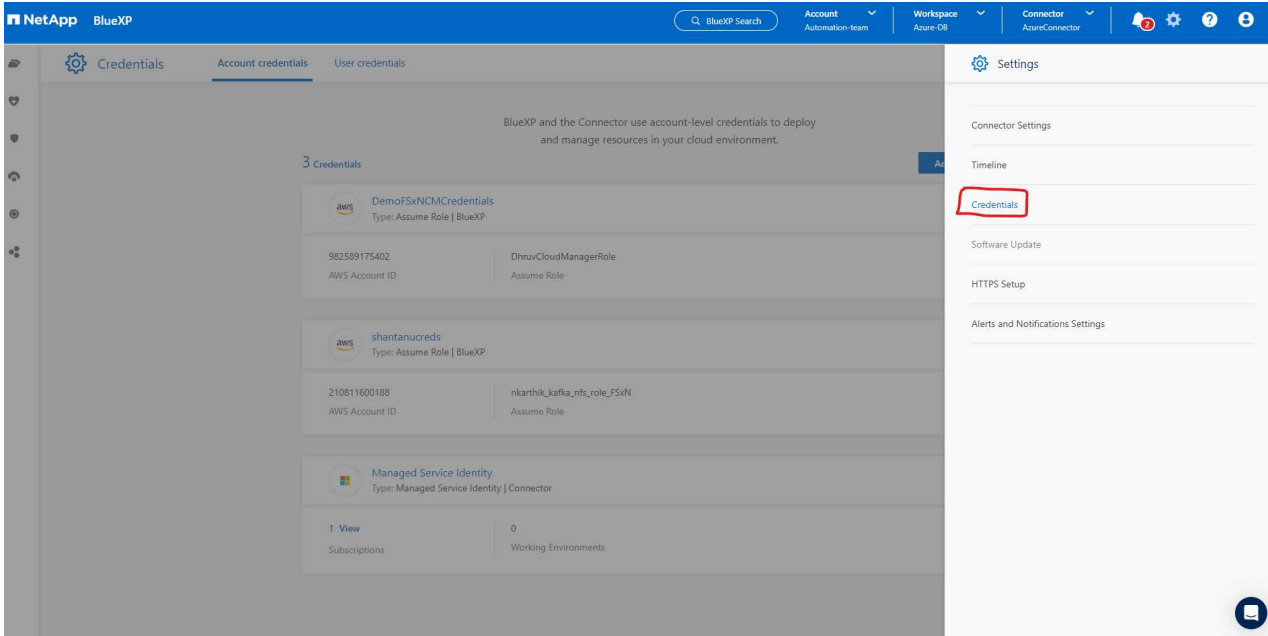 NetApp BlueXP
BlueXP Search
Account
Automation-team
Workspace
Azure-DB
Connector
AzureConnector
2
Credentials
Account credentials
User credentials
BlueXP and the Connector use account-level credentials to deploy
and manage resources in your cloud environment.
3 Credentials
DemoFSxNCMCredentials
aws
Type: Assume Role | BlueXP
982589175402
DhruvCloudManagerRole
AWS Account ID
Assume Role
shantanucreds
aws
Type: Assume Role | BlueXP
210811600188
nkarthik_kafka_nfs_role_FSxN
AWS Account ID
Assume Role
Managed Service Identity
Type: Managed Service Identity | Connector
1 View
0
Subscriptions
Working Environments
Settings
Connector Settings
Timeline
Credentials
Software Update
HTTPS Setup
Alerts and Notifications Settings